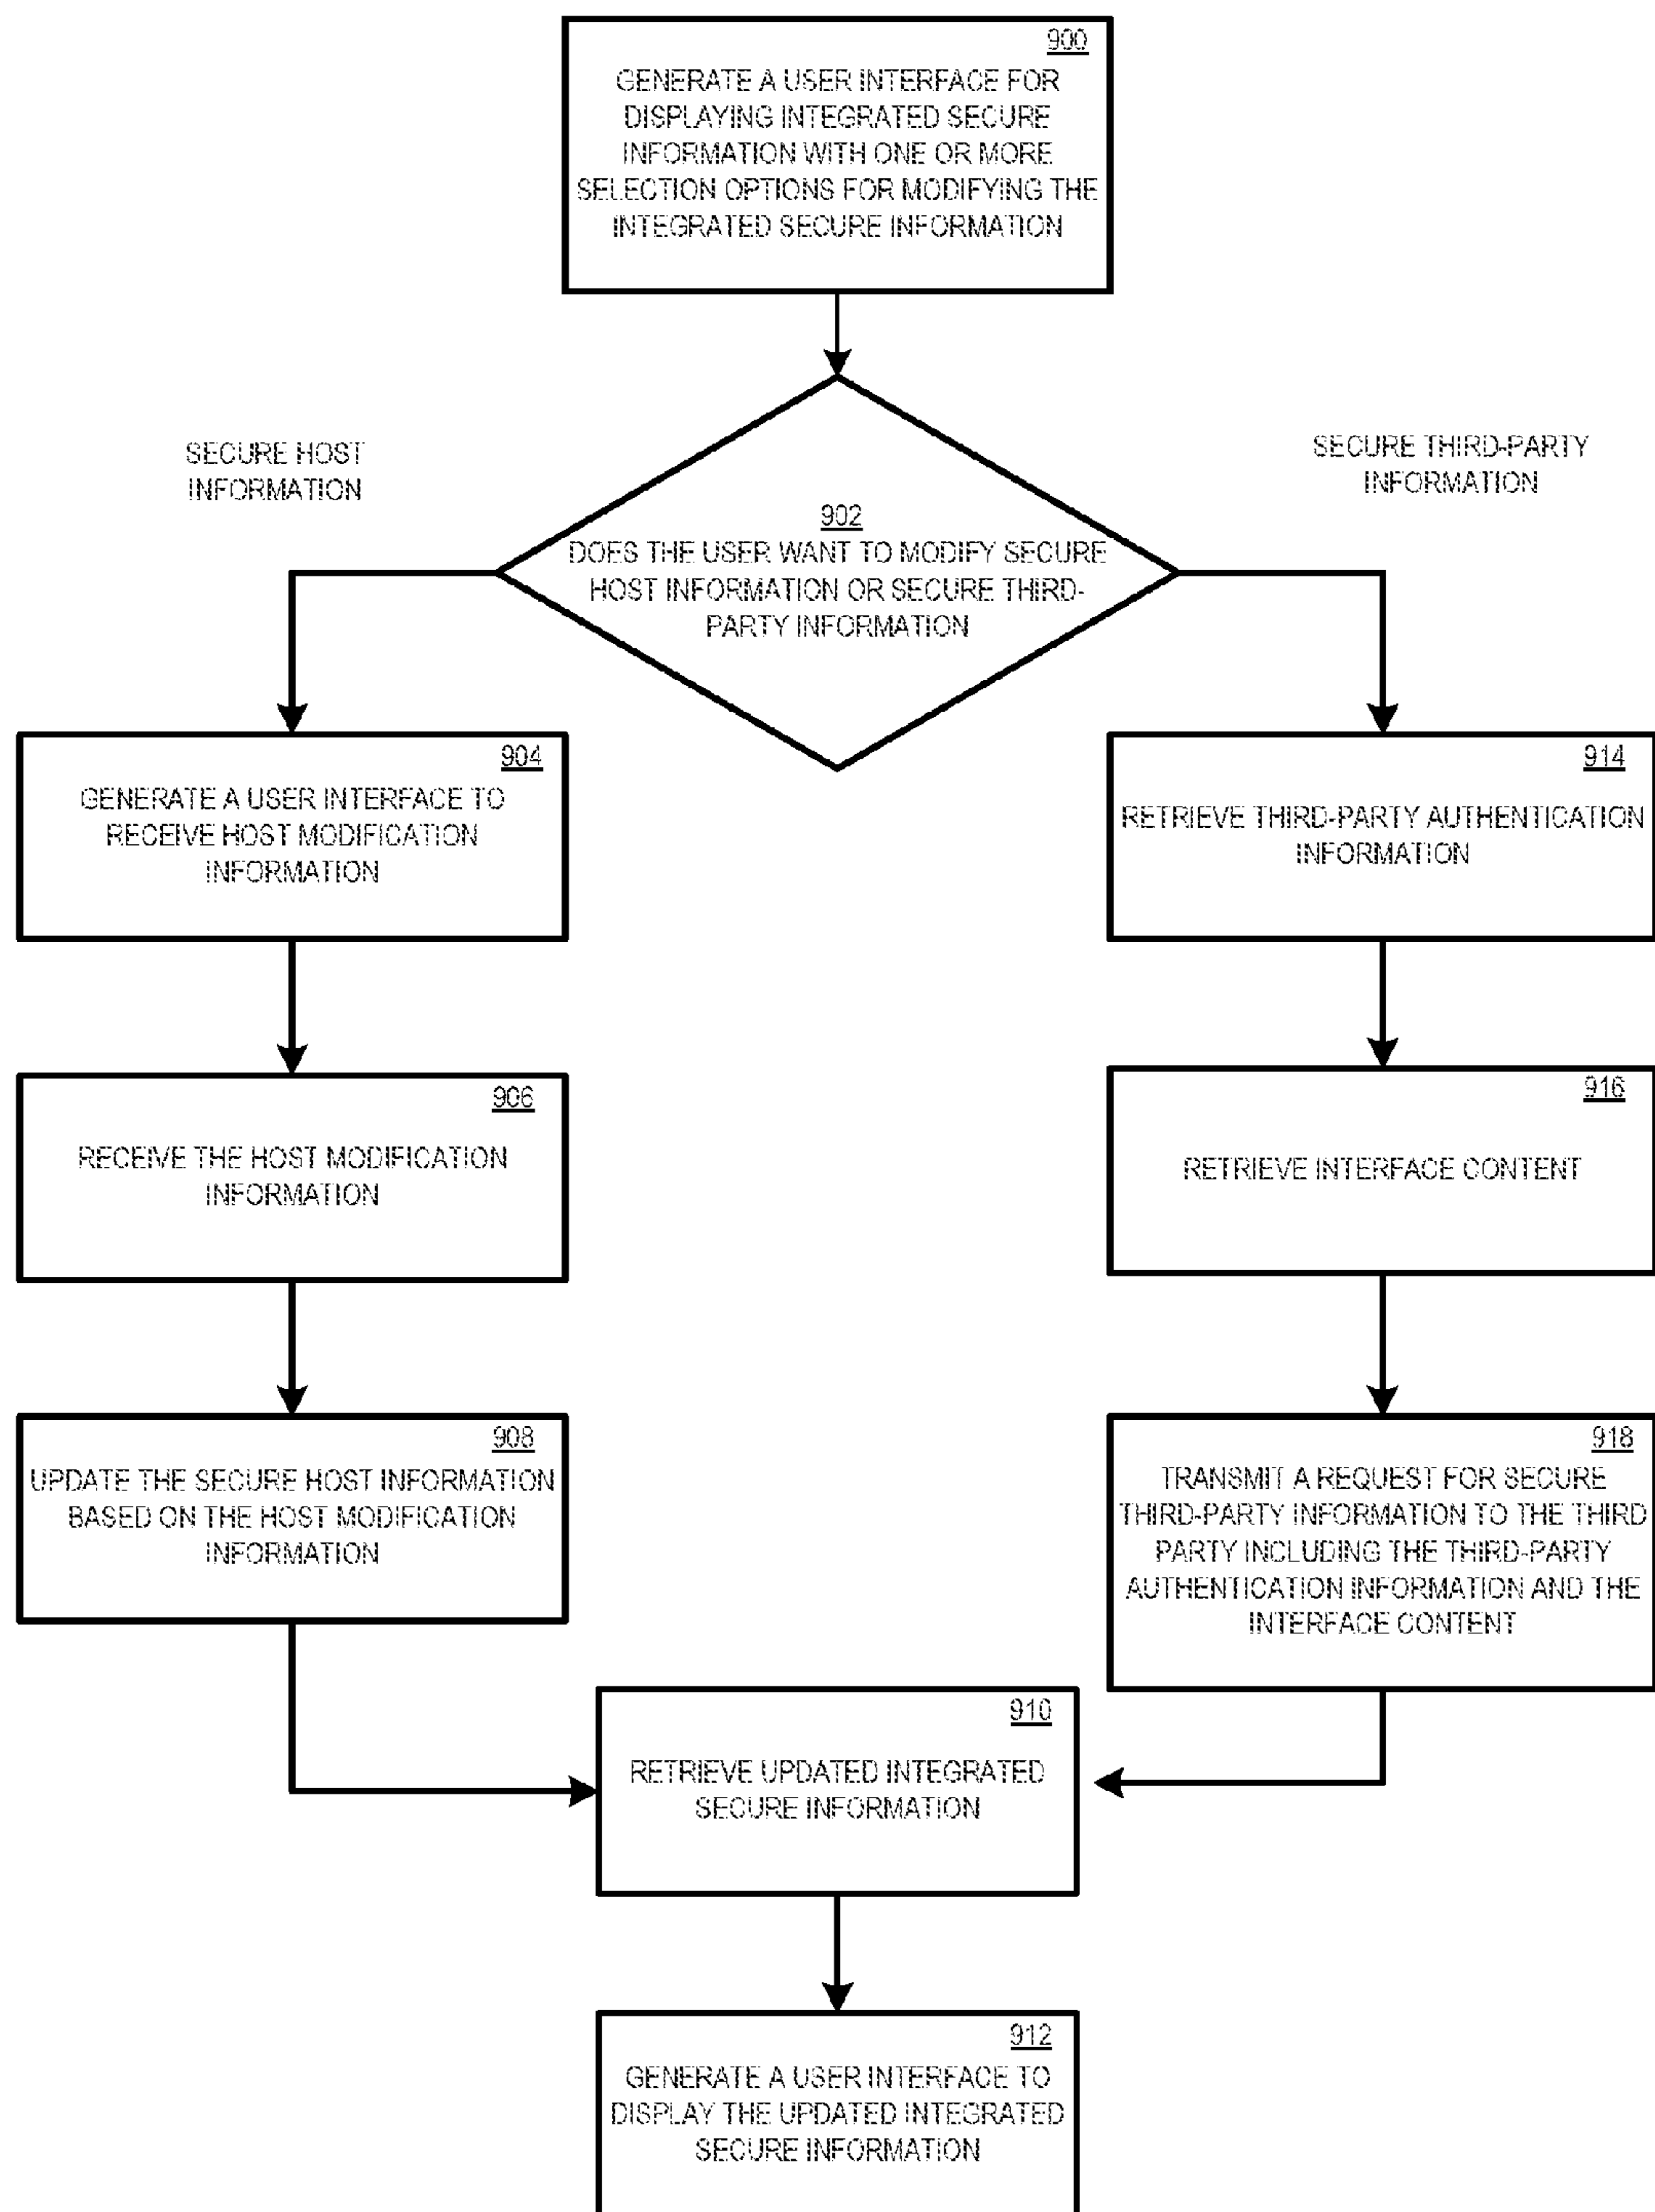 900
GENERATE A USER INTERFACE FOR
DISPLAYING INTEGRATED SECURE
INFORMATION WITH ONE OR MORE
SELECTION OPTIONS FOR MODIFYING THE
INTEGRATED SECURE INFORMATION
SECURE HOST
INFORMATION
SECURE THIRD-PARTY
INFORMATION
902
DOES THE USER WANT TO MODIFY SECURE
HOST INFORMATION OR SECURE THIRD-
PARTY INFORMATION
904
GENERATE A USER INTERFACE TO
RECEIVE HOST MODIFICATION
INFORMATION
914
RETRIEVE THIRD-PARTY AUTHENTICATION
INFORMATION
906
RECEIVE THE HOST MODIFICATION
INFORMATION
916
RETRIEVE INTERFACE CONTENT
908
UPDATE THE SECURE HOST INFORMATION
BASED ON THE HOST MODIFICATION
INFORMATION
918
TRANSMIT A REQUEST FOR SECURE
THIRD-PARTY INFORMATION TO THE THIRD
PARTY INCLUDING THE THIRD-PARTY
AUTHENTICATION INFORMATION AND THE
INTERFACE CONTENT
910
RETRIEVE UPDATED INTEGRATED
SECURE INFORMATION
912
GENERATE A USER INTERFACE TO
DISPLAY THE UPDATED INTEGRATED
SECURE INFORMATION